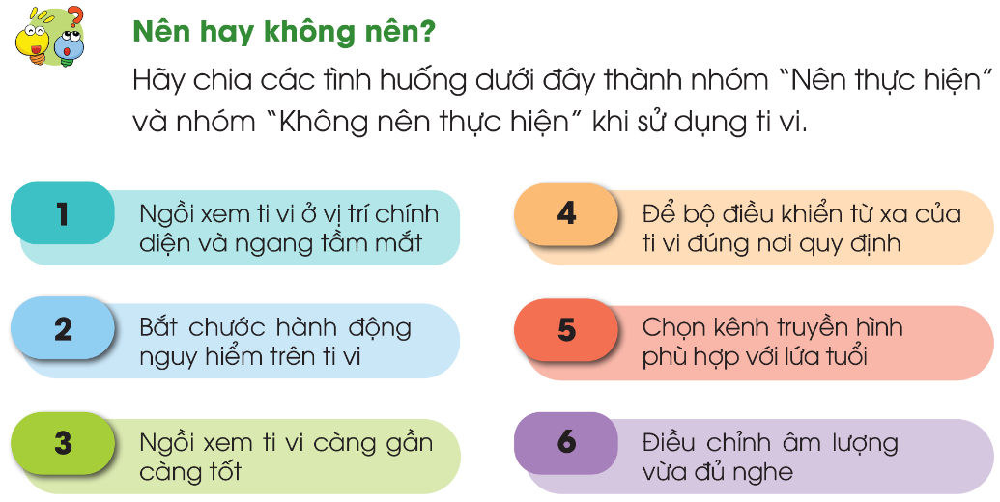 Nên hay không nên?
Hãy chia các tình huống dưới đây thành nhóm “Nên thực hiện”
và nhóm “Không nên thực hiện” khi sử dụng ti vi.
1
Ngồi xem ti vi ở vị trí chính
diện và ngang tầm mắt
2
Bắt chước hành động
nguy hiểm trên ti vi
3
Ngồi xem ti vi càng gần
càng tốt
4
Để bộ điều khiển từ xa của
ti vi đúng nơi quy định
5
Chọn kênh truyền hình
phù hợp với lứa tuổi
6
Điều chỉnh âm lượng
vừa đủ nghe